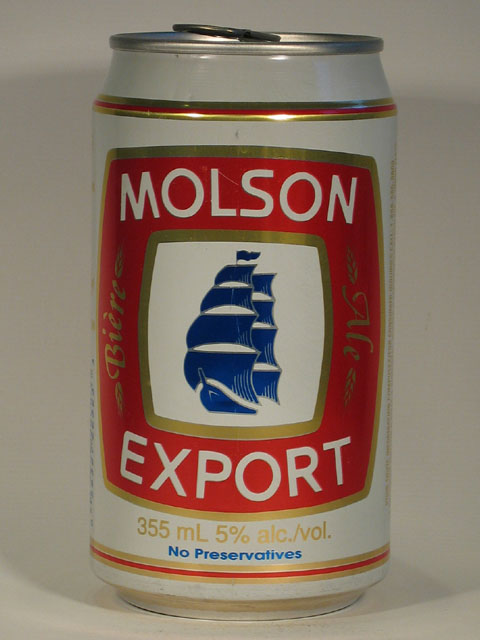 MOLSON
Bière
Ale
EXPORT
355 mL 5% alc./vol.
No Preservatives